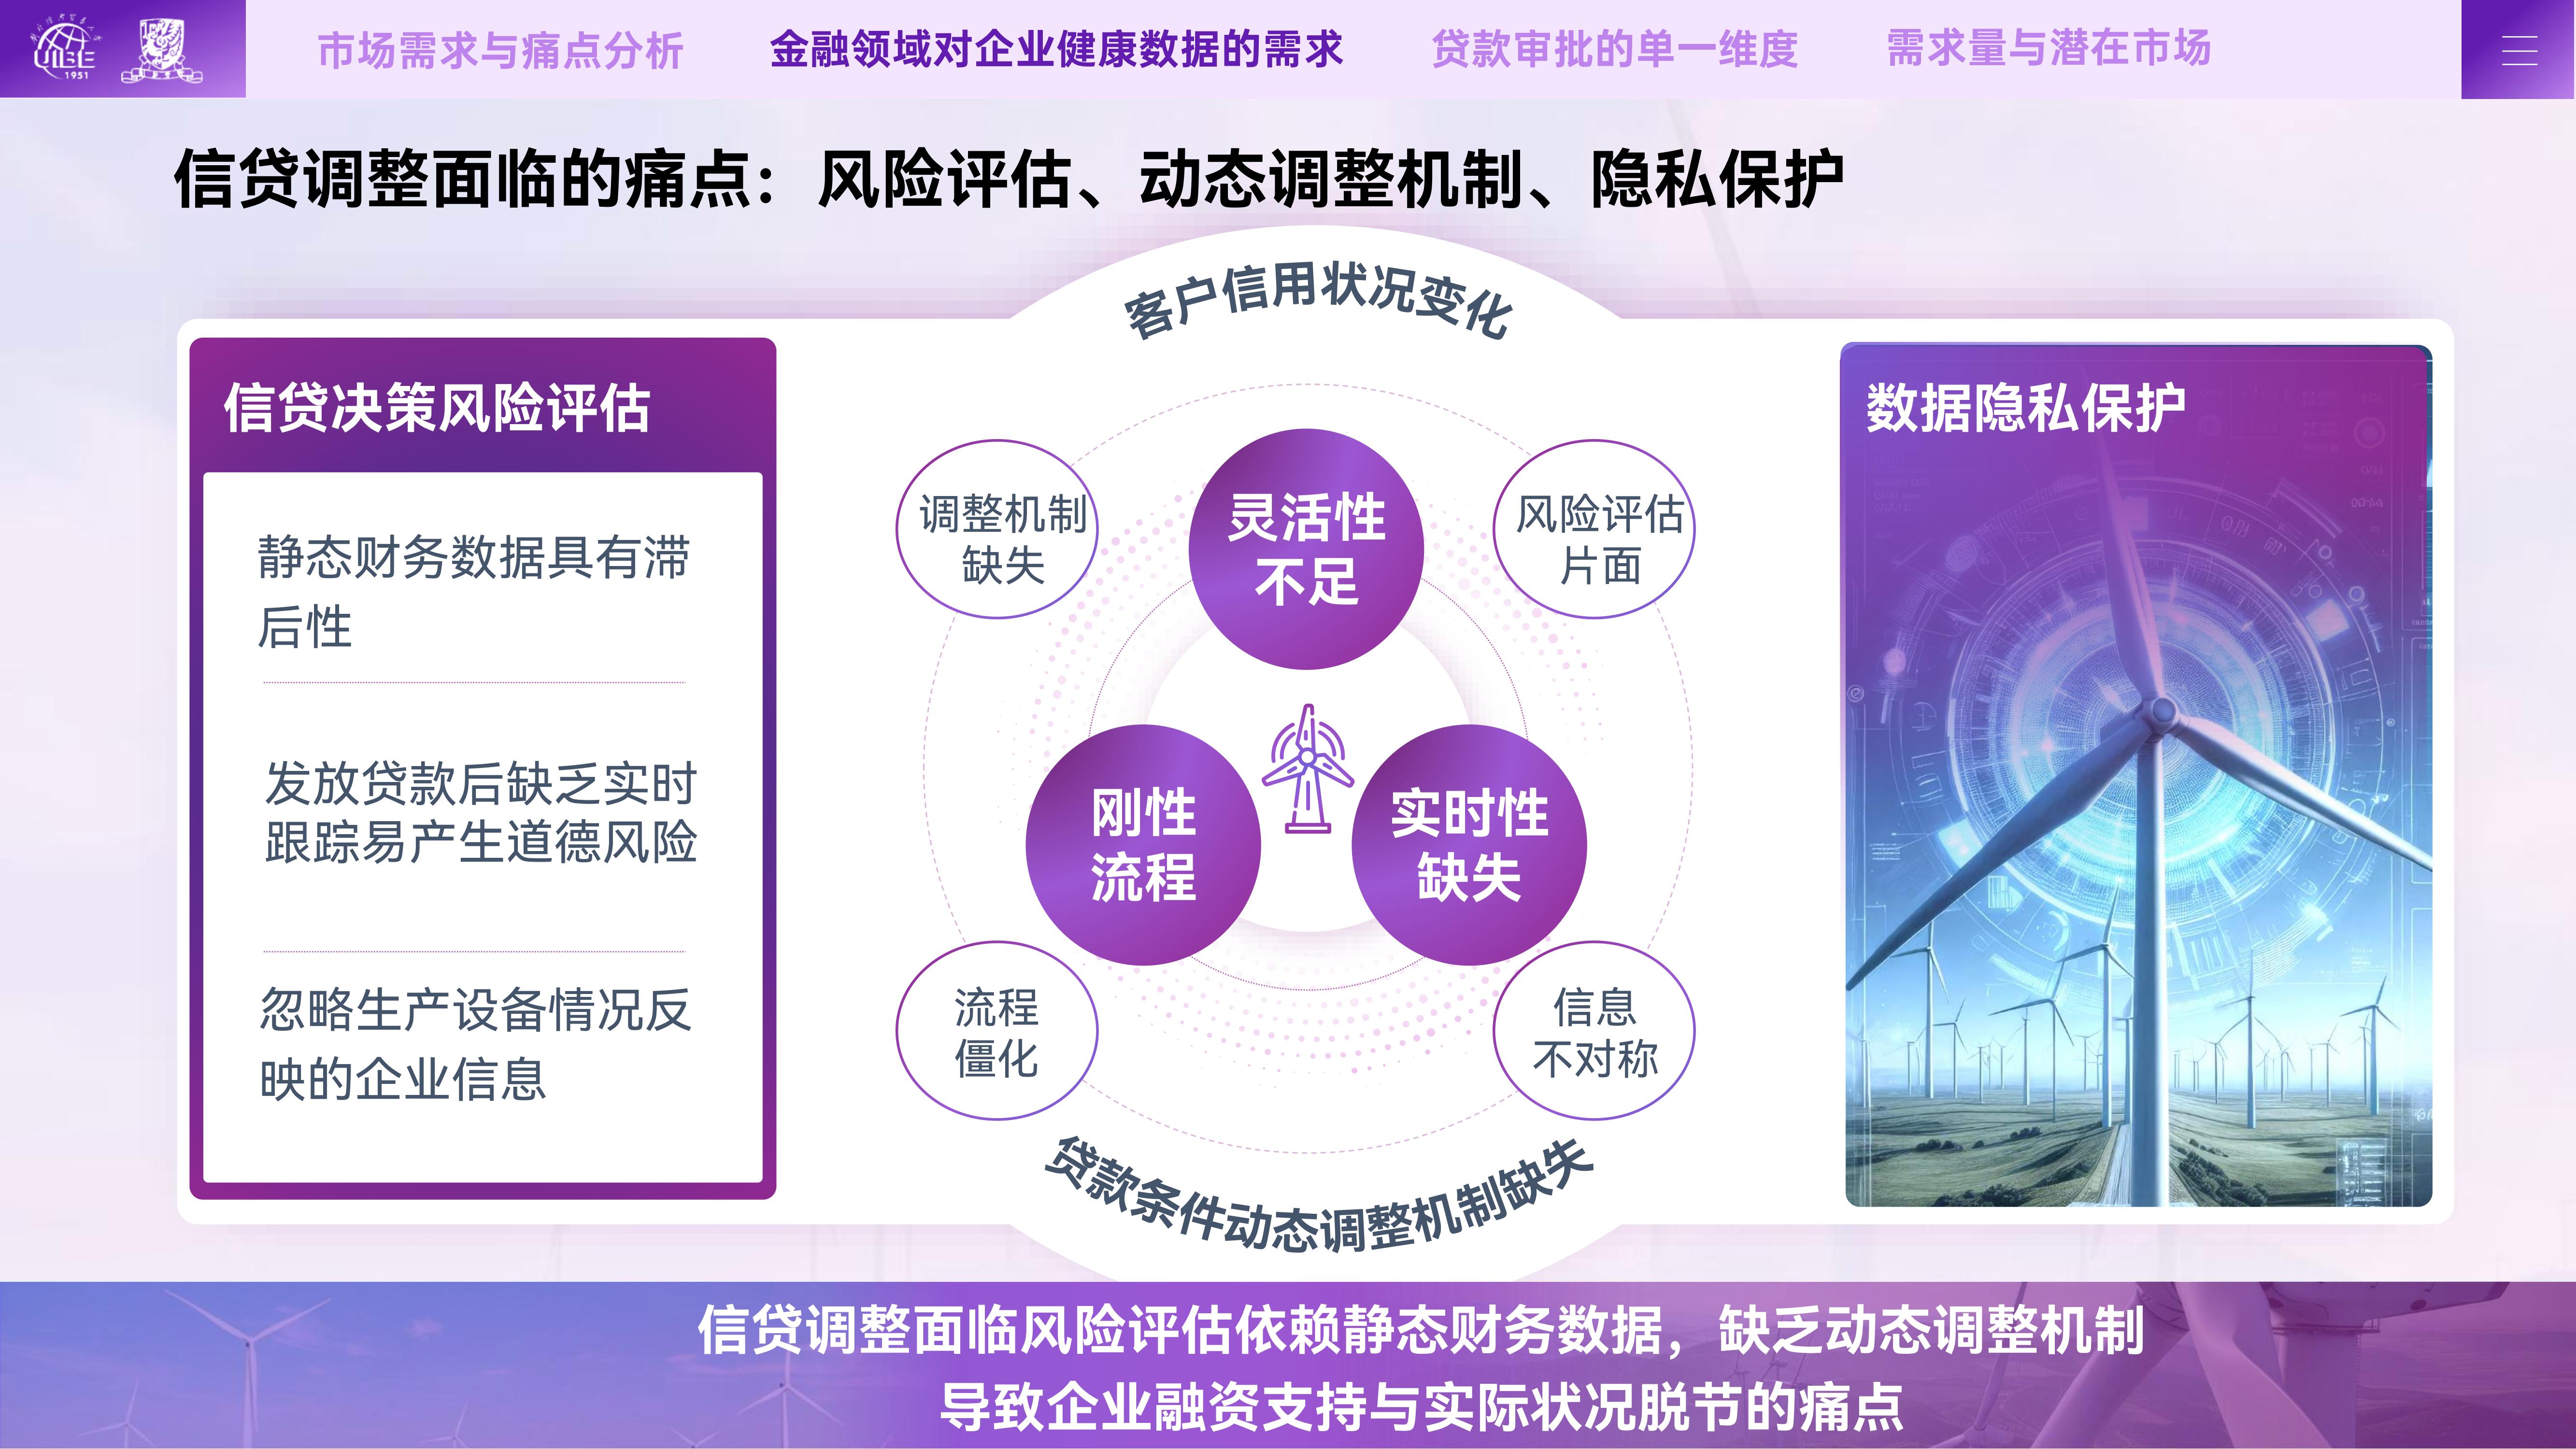 UIBE
1951
市场需求与痛点分析
金融领域对企业健康数据的需求
贷款审批的单一维度
需求量与潜在市场
信贷调整面临的痛点：风险评估、动态调整机制、隐私保护
客户信用状况变化
信贷决策风险评估
静态财务数据具有滞
后性
发放贷款后缺乏实时
跟踪易产生道德风险
忽略生产设备情况反
映的企业信息
调整机制
缺失
灵活性
不足
风险评估
片面
刚性
流程
实时性
缺失
流程
僵化
信息
不对称
贷款条件动态调整机制缺失
数据隐私保护
信贷调整面临风险评估依赖静态财务数据，缺乏动态调整机制
导致企业融资支持与实际状况脱节的痛点